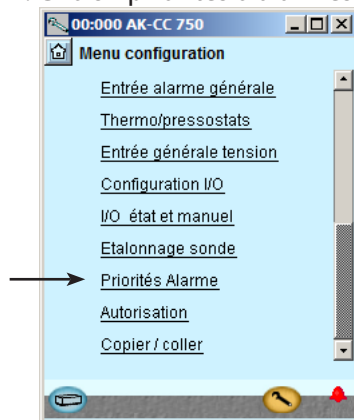 00:000 AK-CC 750
Menu configuration
Entrée alarme générale
Thermo/pressostats
Entrée générale tension
Configuration I/O
I/O état et manuel
Etalonnage sonde
Priorités Alarme
Autorisation
Copier / coller